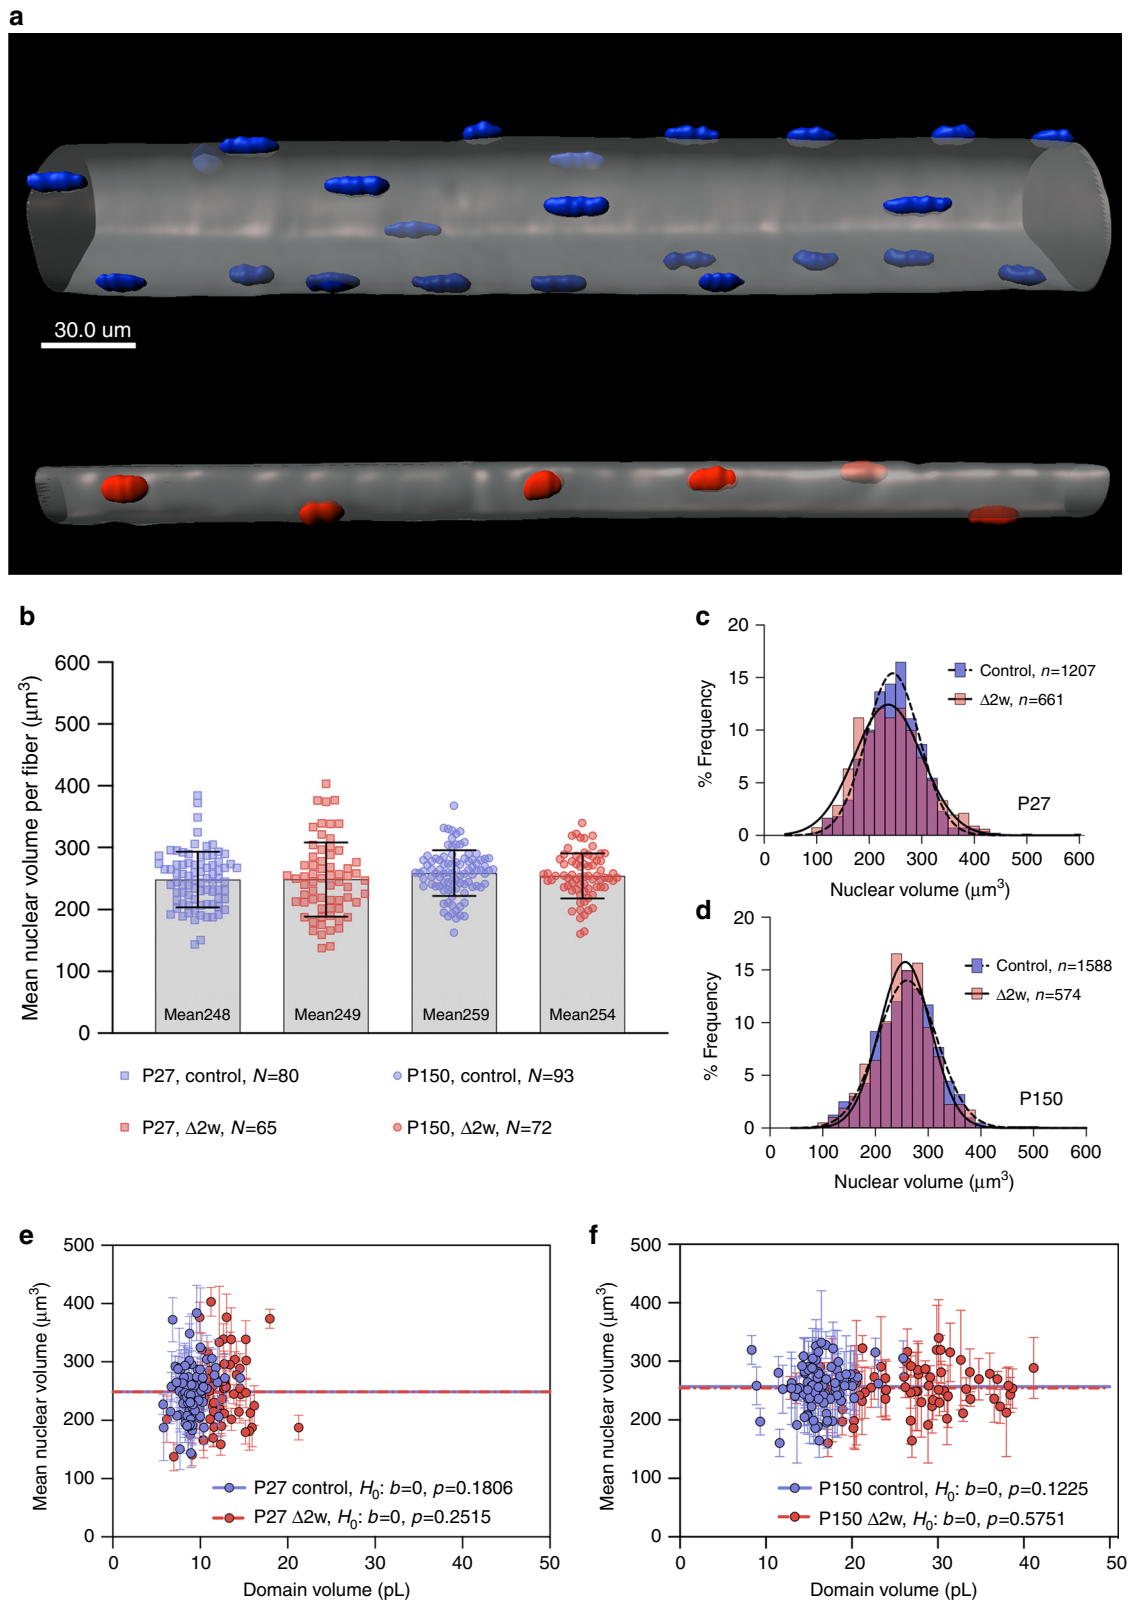 a
30.0 um
b
Mean nuclear volume per fiber (μm³)
600
500
400
300
200
100
0
Mean248
Mean249
Mean259
Mean254
P27, control, N=80
P150, control, N=93
P27, Δ2w, N=65
P150, Δ2w, N=72
c
% Frequency
20
15
10
5
0
Control, n=1207
Δ2w, n=661
P27
0 100 200 300 400 500 600
Nuclear volume (μm³)
d
% Frequency
20
15
10
5
0
Control, n=1588
Δ2w, n=574
P150
0 100 200 300 400 500 600
Nuclear volume (μm³)
e
Mean nuclear volume (μm³)
500
400
300
200
100
0
P27 control, H₀: b=0, p=0.1806
P27 Δ2w, H₀: b=0, p=0.2515
0 10 20 30 40 50
Domain volume (pL)
f
Mean nuclear volume (μm³)
500
400
300
200
100
0
P150 control, H₀: b=0, p=0.1225
P150 Δ2w, H₀: b=0, p=0.5751
0 10 20 30 40 50
Domain volume (pL)